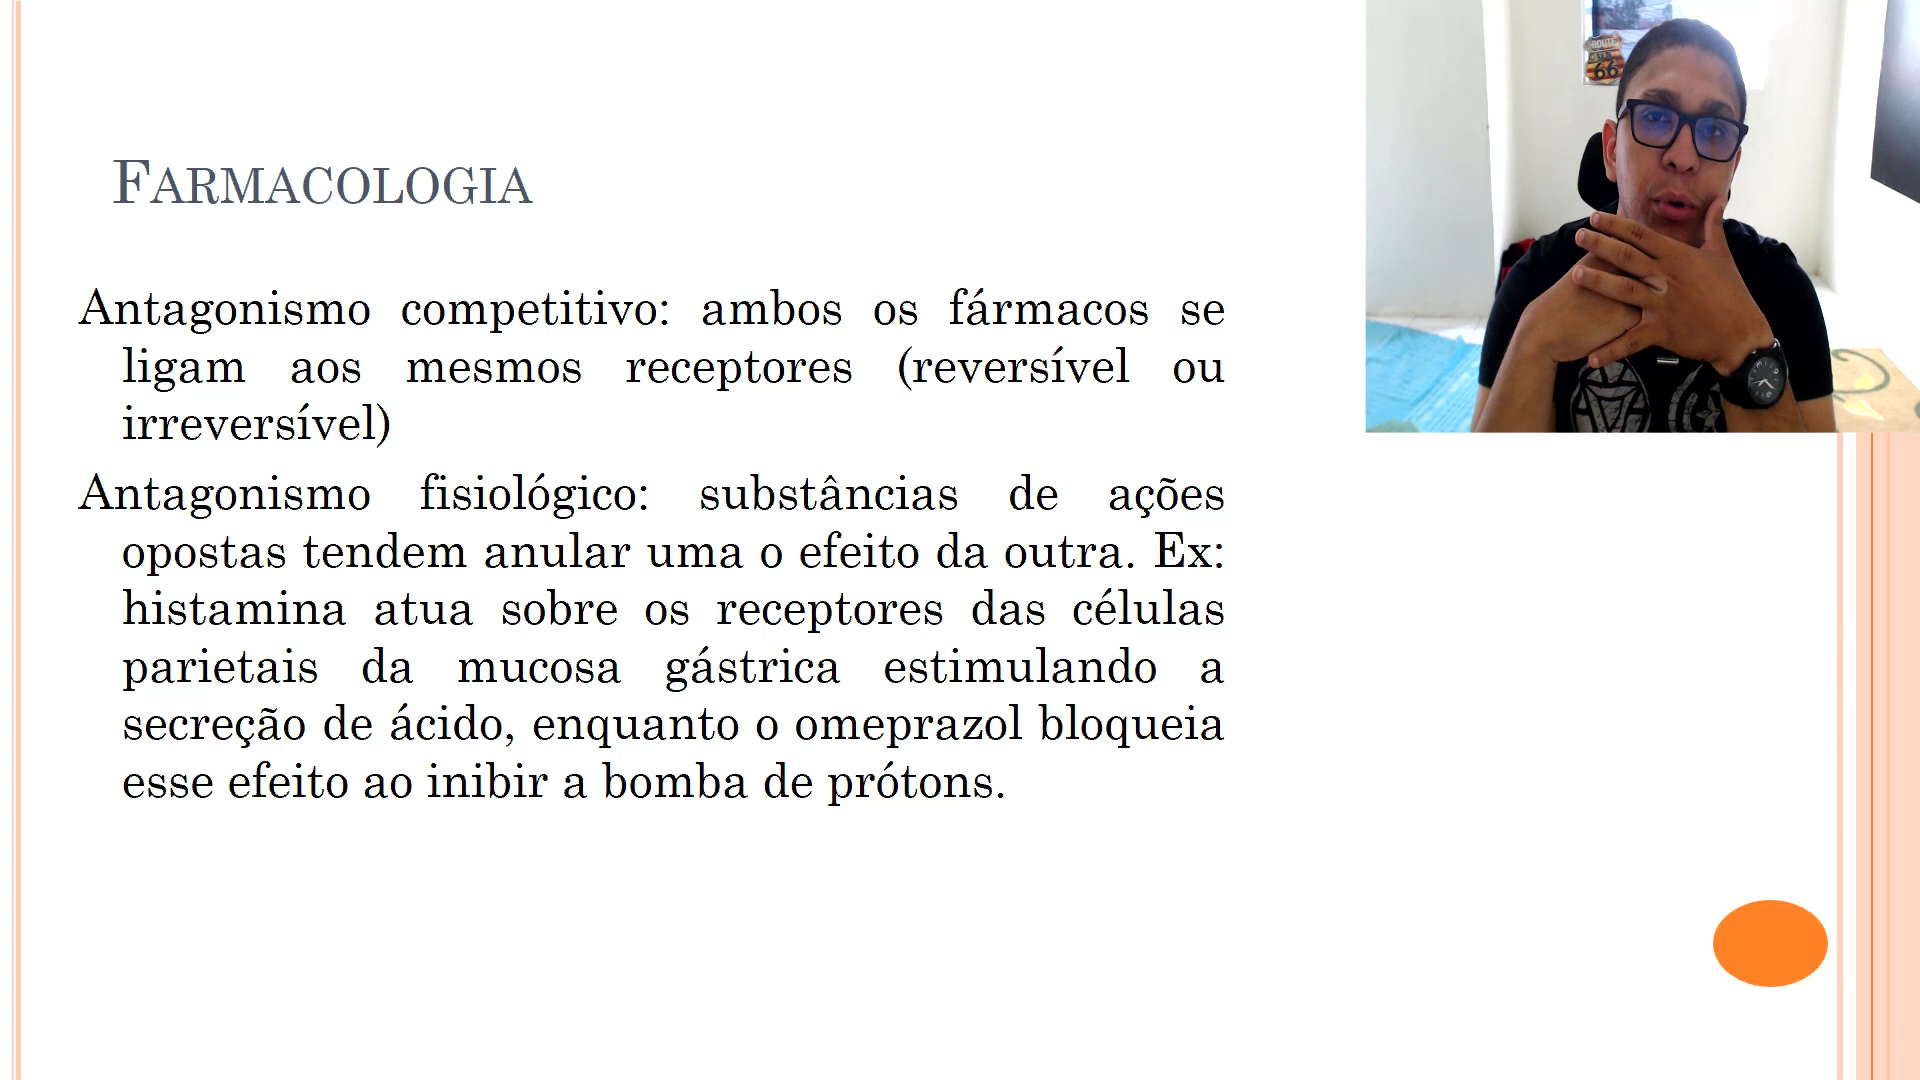 FARMACOLOGIA
Antagonismo competitivo: ambos os fármacos se
ligam aos mesmos receptores (reversível ou
irreversível)
Antagonismo fisiológico: substâncias de ações
opostas tendem anular uma o efeito da outra. Ex:
histamina atua sobre os receptores das células
parietais da mucosa gástrica estimulando a
secreção de ácido, enquanto o omeprazol bloqueia
esse efeito ao inibir a bomba de prótons.
ROUTE
66